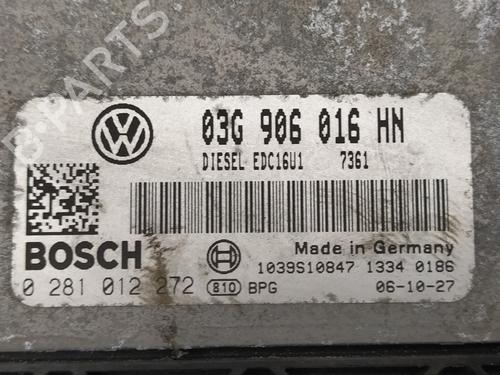 03G 906 016 HN
DIESEL EDC16U1 7361
BOSCH
Made in Germany
1039S10847 1334 0186
0 281 012 272 810 BPG 06-10-27
B-PARTS